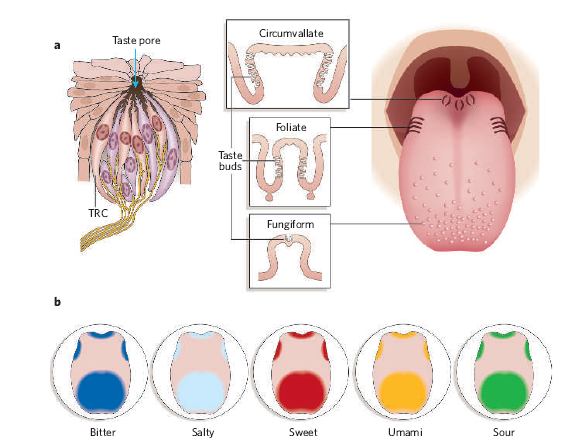 a
Taste pore
TRC
Circumvallate
Foliate
Taste
buds
Fungiform
b
Bitter
Salty
Sweet
Umami
Sour